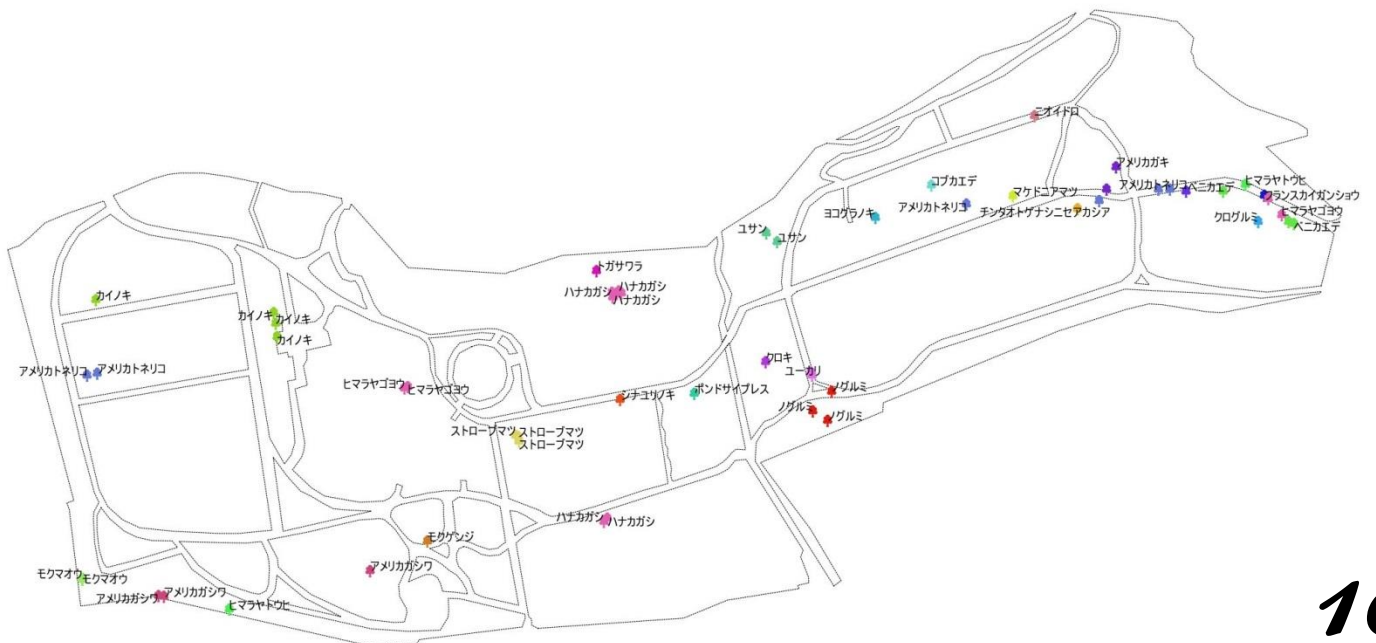 ニオイドロ
アメリカガキ
コブカエデ
マケドニアマツ
アメリカトネリコ
ベニカエデ
ヒマラヤトウヒ
フランスカイガンショウ
アメリカトネリコ
チンタオトゲナシニセアカシア
ヨコグラノキ
クログルミ
ヒマラヤゴヨウ
ベニカエデ
ユサン
ユサン
トガサワラ
ハナカガシ
ハナカガシ
ハナカガシ
カイノキ
カイノキ
カイノキ
カイノキ
クロキ
ユーカリ
アメリカトネリコ
アメリカトネリコ
ヒマラヤゴヨウ
ヒマラヤゴヨウ
シナユリノキ
ポンドサイプレス
ノグルミ
ノグルミ
ノグルミ
ストローブマツ
ストローブマツ
ストローブマツ
ハナカガシ
ハナカガシ
モクゲンジ
アメリカガシワ
モクマオウ
モクマオウ
アメリカガシワ
アメリカガシワ
ヒマラヤトウヒ